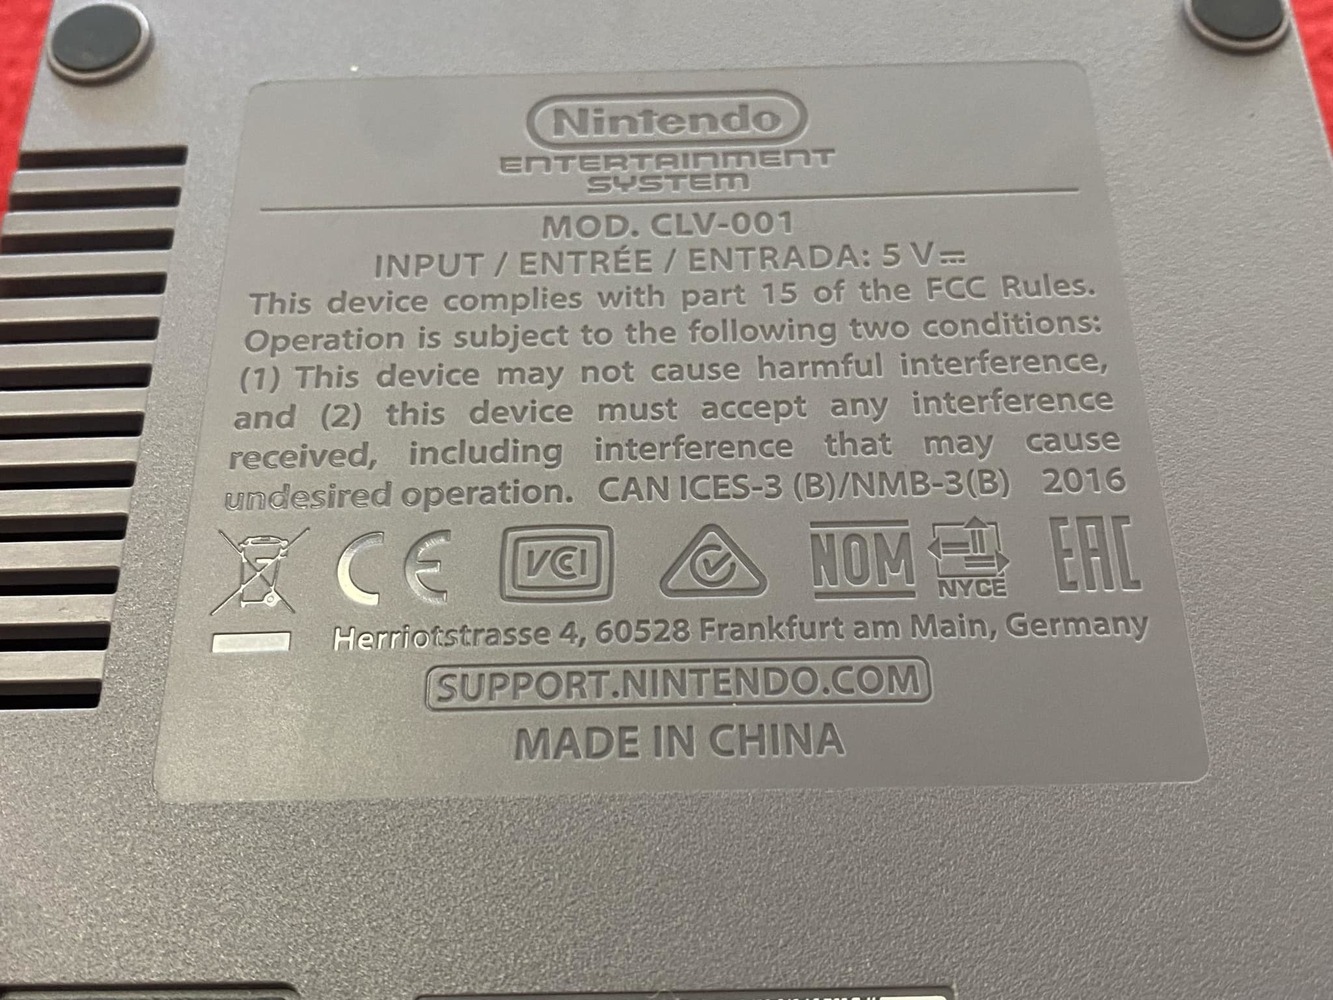 Nintendo
ENTERTAINMENT
SYSTEM
MOD. CLV-001
INPUT / ENTRÉE / ENTRADA: 5 V⎓
This device complies with part 15 of the FCC Rules.
Operation is subject to the following two conditions:
(1) This device may not cause harmful interference,
and (2) this device must accept any interference
received, including interference that may cause
undesired operation. CAN ICES-3 (B)/NMB-3(B) 2016
CE VCCI NOM NYCE EAC
Herriotstrasse 4, 60528 Frankfurt am Main, Germany
SUPPORT.NINTENDO.COM
MADE IN CHINA